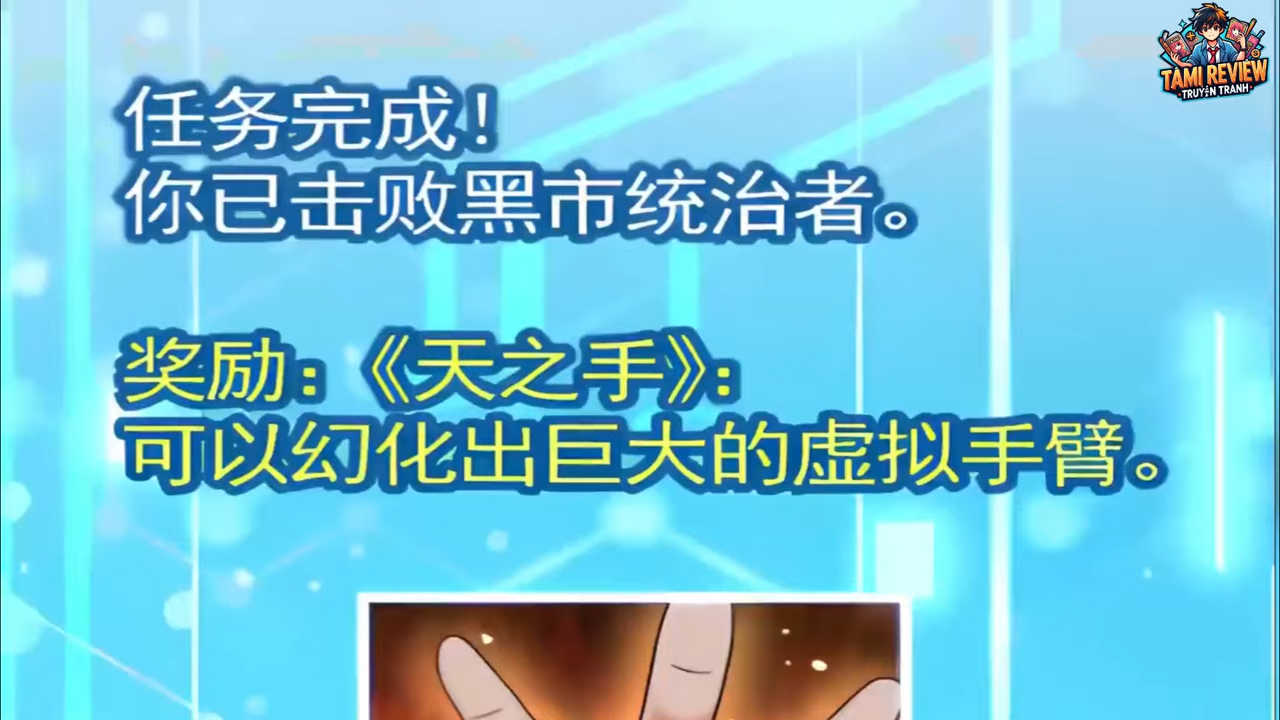 任务完成！
你已击败黑市统治者。
奖励：《天之手》：
可以幻化出巨大的虚拟手臂。
TAMI REVIEW
TRUYỆN TRANH